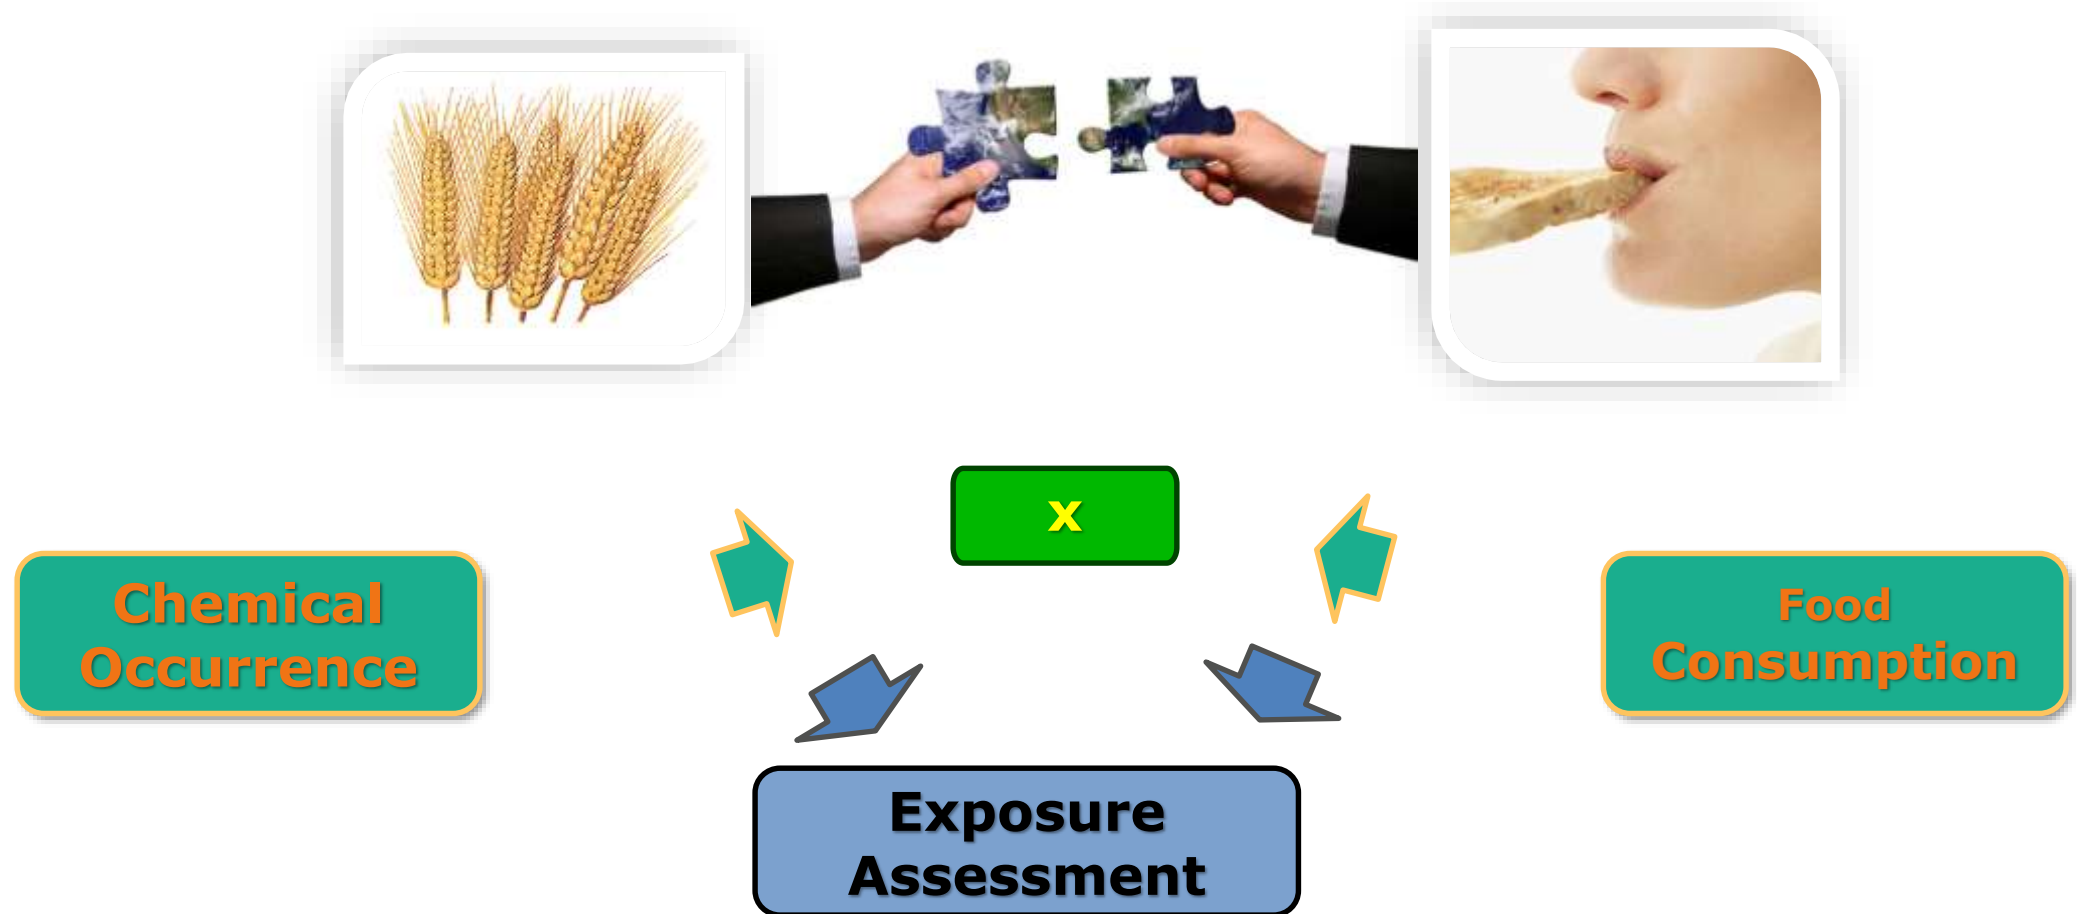 x
Chemical
Occurrence
Food
Consumption
Exposure
Assessment